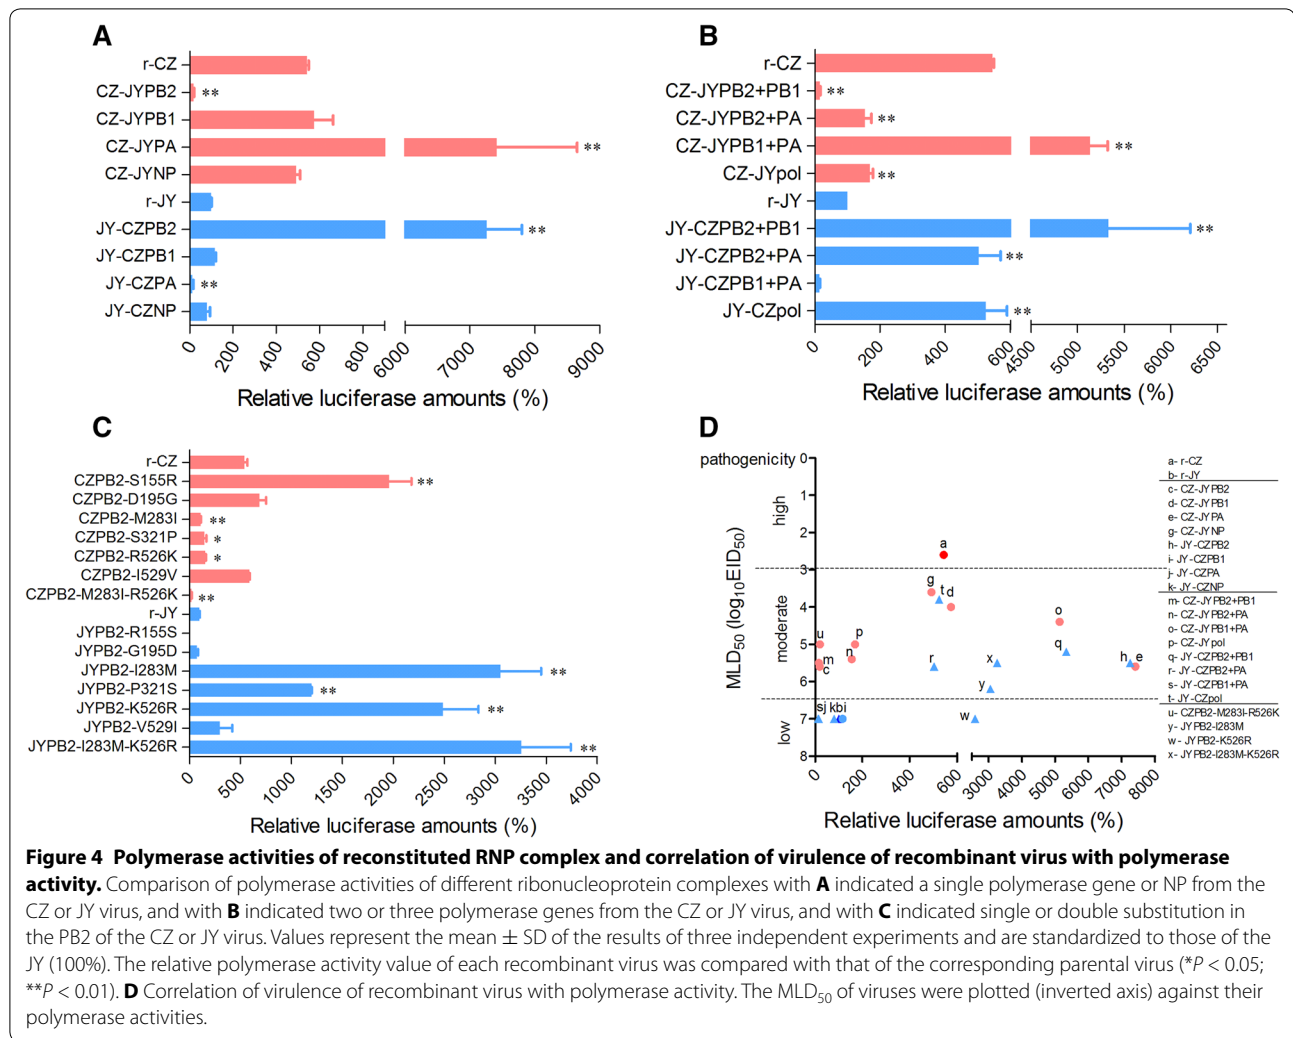 A
r-CZ
CZ-JYPB2
**
CZ-JYPB1
CZ-JYPA
**
CZ-JYNP
r-JY
JY-CZPB2
**
JY-CZPB1
JY-CZPA
**
JY-CZNP
0
200
400
600
6000
7000
8000
9000
Relative luciferase amounts (%)
B
r-CZ
CZ-JYPB2+PB1
**
CZ-JYPB2+PA
**
CZ-JYPB1+PA
**
CZ-JYpol
**
r-JY
JY-CZPB2+PB1
**
JY-CZPB2+PA
**
JY-CZPB1+PA
JY-CZpol
**
0
200
400
600
4500
5000
5500
6000
6500
Relative luciferase amounts (%)
C
r-CZ
CZPB2-S155R
**
CZPB2-D195G
CZPB2-M283I
**
CZPB2-S321P
*
CZPB2-R526K
*
CZPB2-I529V
CZPB2-M283I-R526K
**
r-JY
JYPB2-R155S
JYPB2-G195D
JYPB2-I283M
**
JYPB2-P321S
**
JYPB2-K526R
**
JYPB2-V529I
JYPB2-I283M-K526R
**
0
500
1000
1500
2000
2500
3000
3500
4000
Relative luciferase amounts (%)
D
pathogenicity
MLD50 (log10EID50)
high
moderate
low
0
1
2
3
4
5
6
7
8
a
g
t
d
o
u
p
q
m
n
c
r
x
h
e
y
s
j
k
b
i
w
0
200
400
600
3000
4000
5000
6000
7000
8000
Relative luciferase amounts (%)
a- r-CZ
b- r-JY
c- CZ-JYPB2
d- CZ-JYPB1
e- CZ-JYPA
g- CZ-JYNP
h- JY-CZPB2
i- JY-CZPB1
j- JY-CZPA
k- JY-CZNP
m- CZ-JYPB2+PB1
n- CZ-JYPB2+PA
o- CZ-JYPB1+PA
p- CZ-JYpol
q- JY-CZPB2+PB1
r- JY-CZPB2+PA
s- JY-CZPB1+PA
t- JY-CZpol
u- CZPB2-M283I-R526K
y- JYPB2-I283M
w- JYPB2-K526R
x- JYPB2-I283M-K526R
Figure 4 Polymerase activities of reconstituted RNP complex and correlation of virulence of recombinant virus with polymerase
activity. Comparison of polymerase activities of different ribonucleoprotein complexes with A indicated a single polymerase gene or NP from the
CZ or JY virus, and with B indicated two or three polymerase genes from the CZ or JY virus, and with C indicated single or double substitution in
the PB2 of the CZ or JY virus. Values represent the mean ± SD of the results of three independent experiments and are standardized to those of the
JY (100%). The relative polymerase activity value of each recombinant virus was compared with that of the corresponding parental virus (*P < 0.05;
**P < 0.01). D Correlation of virulence of recombinant virus with polymerase activity. The MLD50 of viruses were plotted (inverted axis) against their
polymerase activities.